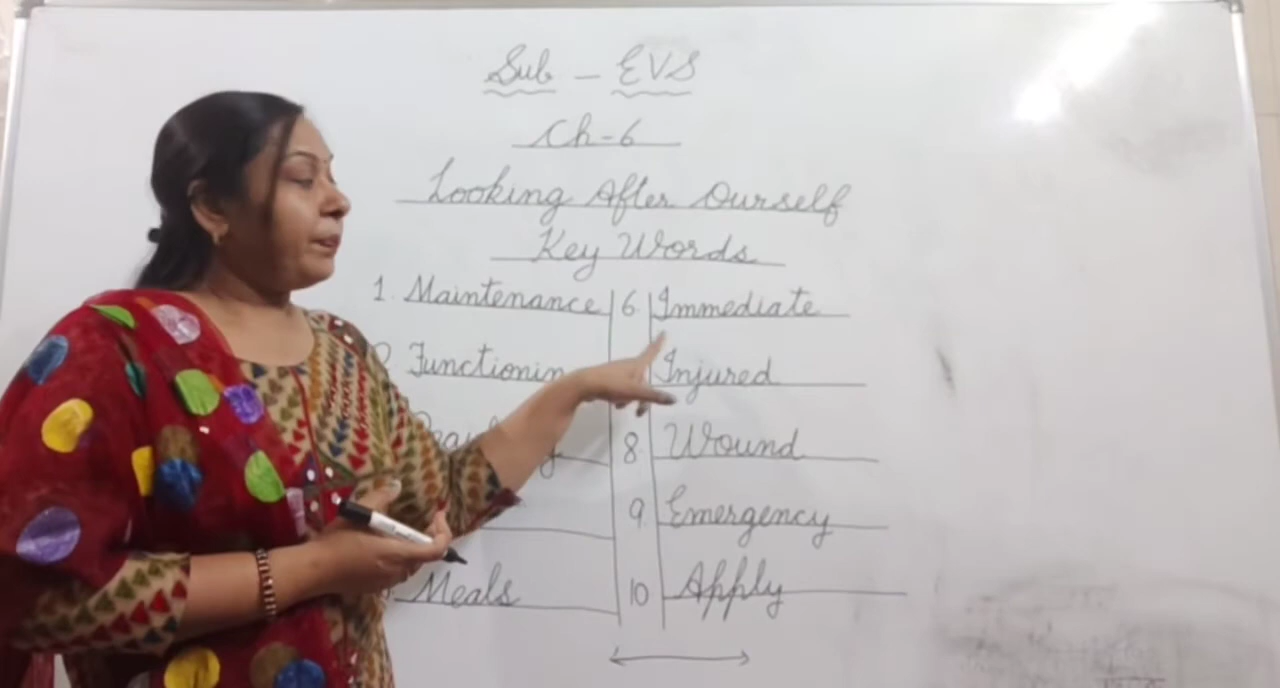 Sub - EVS
Ch-6
Looking After Ourself
Key Words
1. Maintenance
2. Functionin
Meals
6. Immediate
Injured
8. Wound
9. Emergency
10 Apply